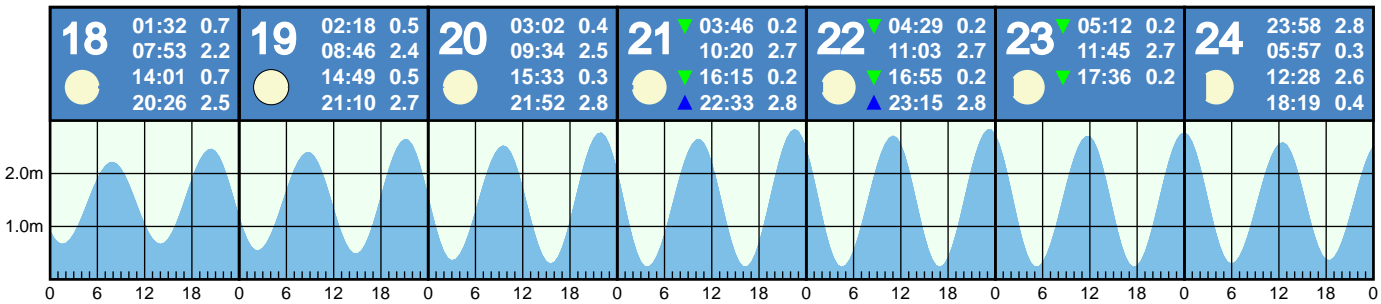 18
01:32 0.7
07:53 2.2
14:01 0.7
20:26 2.5
19
02:18 0.5
08:46 2.4
14:49 0.5
21:10 2.7
20
03:02 0.4
09:34 2.5
15:33 0.3
21:52 2.8
21
▼ 03:46 0.2
10:20 2.7
▼ 16:15 0.2
▲ 22:33 2.8
22
▼ 04:29 0.2
11:03 2.7
▼ 16:55 0.2
▲ 23:15 2.8
23
▼ 05:12 0.2
11:45 2.7
▼ 17:36 0.2
24
23:58 2.8
05:57 0.3
12:28 2.6
18:19 0.4
2.0m
1.0m
0 6 12 18 0 6 12 18 0 6 12 18 0 6 12 18 0 6 12 18 0 6 12 18 0 6 12 18 0